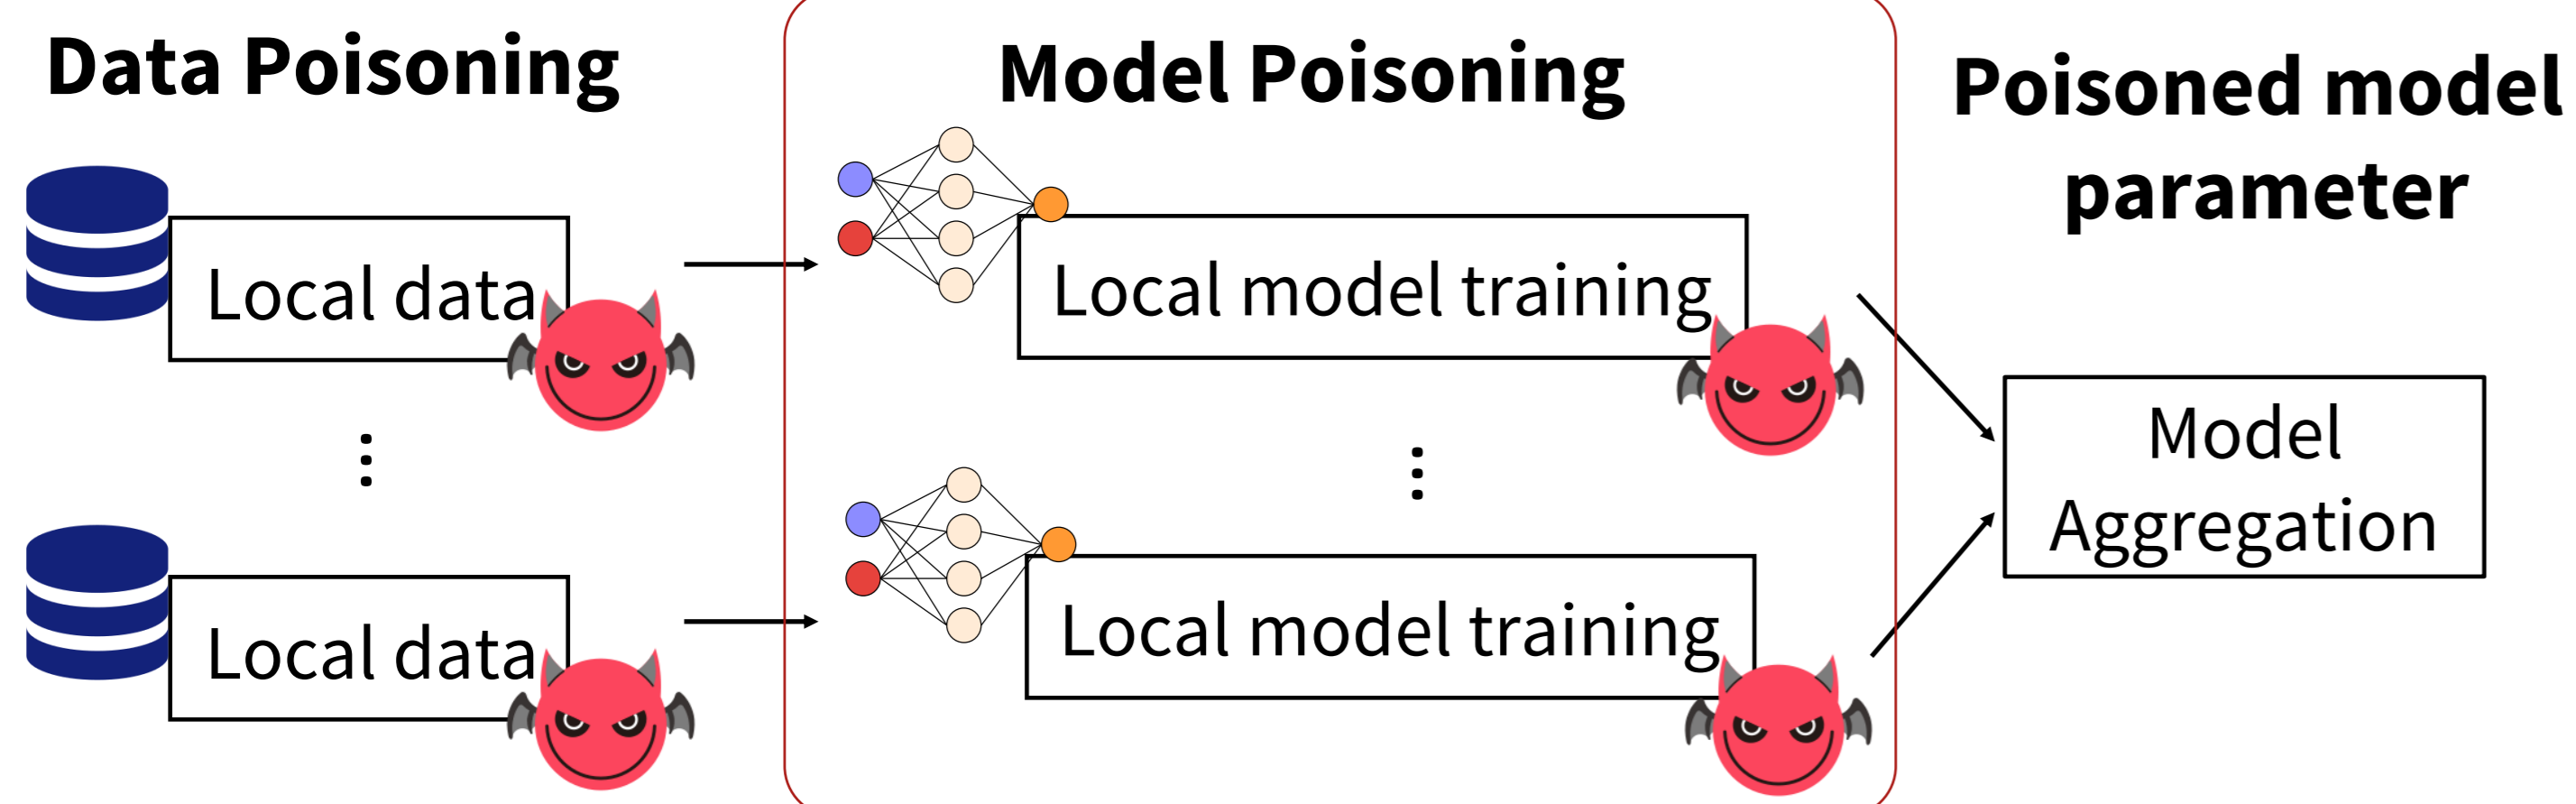 Data Poisoning
Local data
⋮
Local data
Model Poisoning
Local model training
⋮
Local model training
Poisoned model
parameter
Model
Aggregation